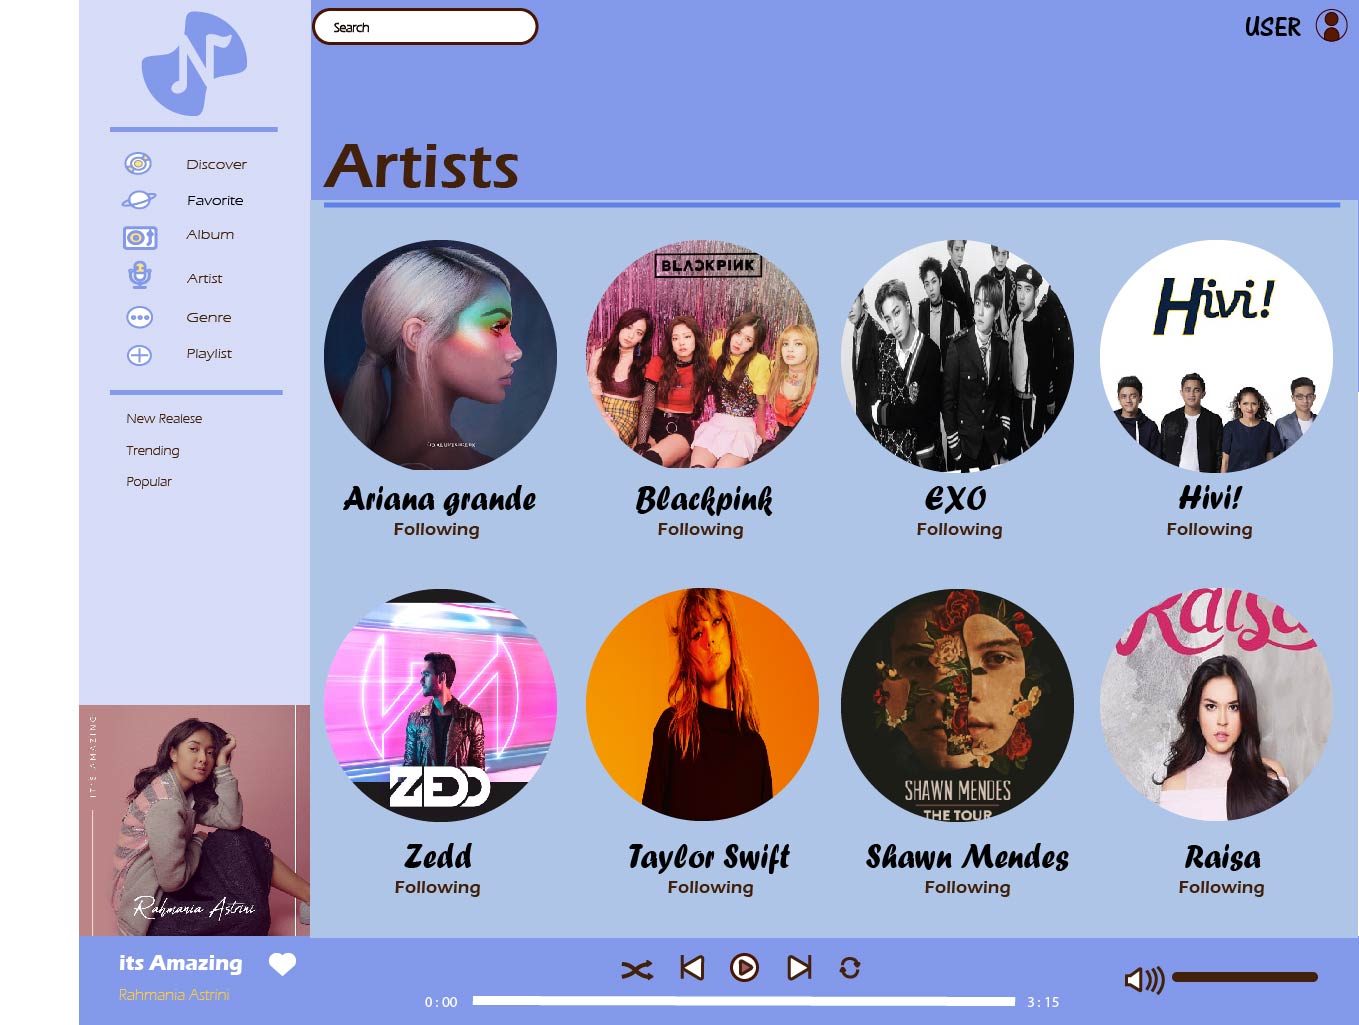 Search
USER
Artists
Discover
Favorite
Album
Artist
Genre
Playlist
New Realese
Trending
Popular
BLACKPINK
Hivi!
Ariana grande
Following
Blackpink
Following
EXO
Following
Hivi!
Following
ZEDD
SHAWN MENDES
THE TOUR
Raisa
Zedd
Following
Taylor Swift
Following
Shawn Mendes
Following
Raisa
Following
IT'S AMAZING
Rahmania Astrini
its Amazing
Rahmania Astrini
0 : 00
3 : 15